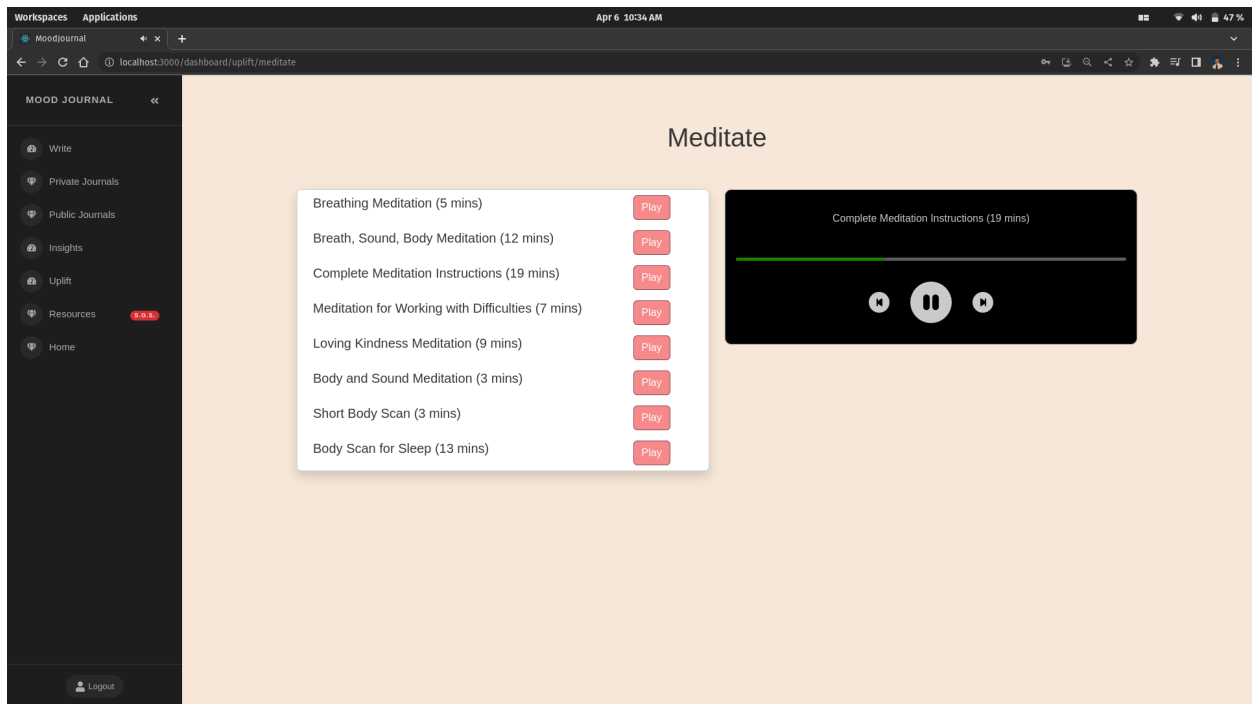 Workspaces Applications Apr 6 10:34 AM 47 %
MoodJournal
localhost:3000/dashboard/uplift/meditate
MOOD JOURNAL
Write
Private Journals
Public Journals
Insights
Uplift
Resources S.O.S.
Home
Logout
Meditate
Breathing Meditation (5 mins) Play
Breath, Sound, Body Meditation (12 mins) Play
Complete Meditation Instructions (19 mins) Play
Meditation for Working with Difficulties (7 mins) Play
Loving Kindness Meditation (9 mins) Play
Body and Sound Meditation (3 mins) Play
Short Body Scan (3 mins) Play
Body Scan for Sleep (13 mins) Play
Complete Meditation Instructions (19 mins)